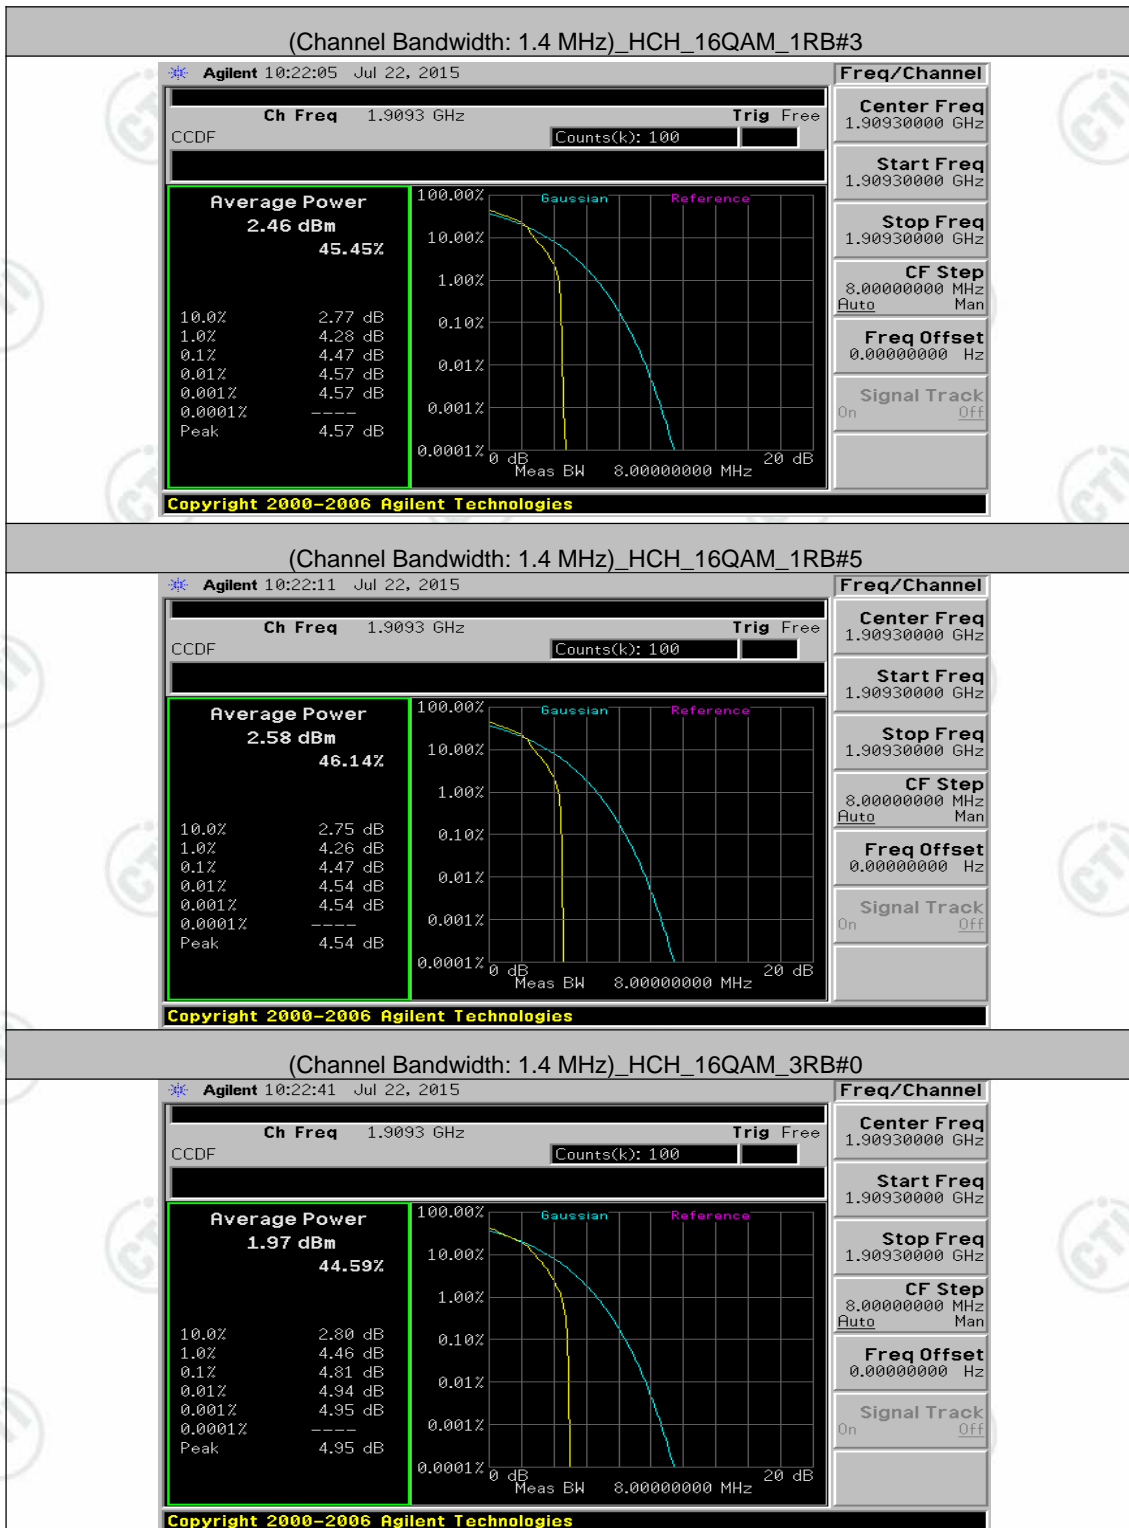 (Channel Bandwidth: 1.4 MHz)_HCH_16QAM_1RB#3
Agilent 10:22:05 Jul 22, 2015
Freq/Channel
Ch Freq 1.9093 GHz
Trig Free
CCDF
Counts(k): 100
Average Power
2.46 dBm
45.45%
10.0% 2.77 dB
1.0% 4.28 dB
0.1% 4.47 dB
0.01% 4.57 dB
0.001% 4.57 dB
0.0001% ----
Peak 4.57 dB
Gaussian
Reference
100.00%
10.00%
1.00%
0.10%
0.01%
0.001%
0.0001%
0 dB
20 dB
Meas BW 8.00000000 MHz
Center Freq
1.90930000 GHz
Start Freq
1.90930000 GHz
Stop Freq
1.90930000 GHz
CF Step
8.00000000 MHz
Auto Man
Freq Offset
0.00000000 Hz
Signal Track
On Off
Copyright 2000-2006 Agilent Technologies
(Channel Bandwidth: 1.4 MHz)_HCH_16QAM_1RB#5
Agilent 10:22:11 Jul 22, 2015
Freq/Channel
Ch Freq 1.9093 GHz
Trig Free
CCDF
Counts(k): 100
Average Power
2.58 dBm
46.14%
10.0% 2.75 dB
1.0% 4.26 dB
0.1% 4.47 dB
0.01% 4.54 dB
0.001% 4.54 dB
0.0001% ----
Peak 4.54 dB
Gaussian
Reference
100.00%
10.00%
1.00%
0.10%
0.01%
0.001%
0.0001%
0 dB
20 dB
Meas BW 8.00000000 MHz
Center Freq
1.90930000 GHz
Start Freq
1.90930000 GHz
Stop Freq
1.90930000 GHz
CF Step
8.00000000 MHz
Auto Man
Freq Offset
0.00000000 Hz
Signal Track
On Off
Copyright 2000-2006 Agilent Technologies
(Channel Bandwidth: 1.4 MHz)_HCH_16QAM_3RB#0
Agilent 10:22:41 Jul 22, 2015
Freq/Channel
Ch Freq 1.9093 GHz
Trig Free
CCDF
Counts(k): 100
Average Power
1.97 dBm
44.59%
10.0% 2.80 dB
1.0% 4.46 dB
0.1% 4.81 dB
0.01% 4.94 dB
0.001% 4.95 dB
0.0001% ----
Peak 4.95 dB
Gaussian
Reference
100.00%
10.00%
1.00%
0.10%
0.01%
0.001%
0.0001%
0 dB
20 dB
Meas BW 8.00000000 MHz
Center Freq
1.90930000 GHz
Start Freq
1.90930000 GHz
Stop Freq
1.90930000 GHz
CF Step
8.00000000 MHz
Auto Man
Freq Offset
0.00000000 Hz
Signal Track
On Off
Copyright 2000-2006 Agilent Technologies
CTI